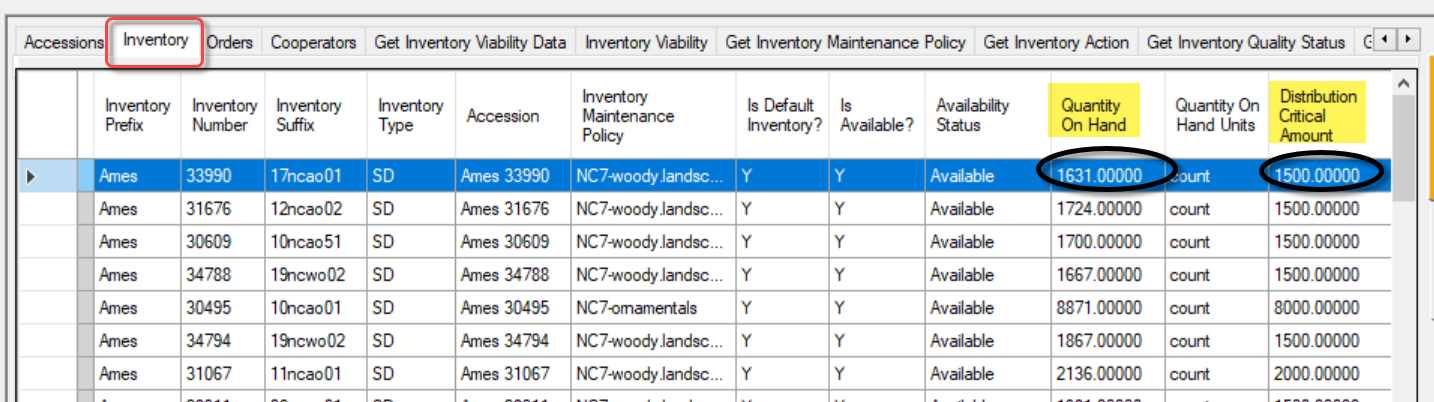 Accessions Inventory Orders Cooperators Get Inventory Viability Data Inventory Viability Get Inventory Maintenance Policy Get Inventory Action Get Inventory Quality Status
Inventory Prefix Inventory Number Inventory Suffix Inventory Type Accession Inventory Maintenance Policy Is Default Inventory? Is Available? Availability Status Quantity On Hand Quantity On Hand Units Distribution Critical Amount
Ames 33990 17ncao01 SD Ames 33990 NC7-woody.landsc... Y Y Available 1631.00000 count 1500.00000
Ames 31676 12ncao02 SD Ames 31676 NC7-woody.landsc... Y Y Available 1724.00000 count 1500.00000
Ames 30609 10ncao51 SD Ames 30609 NC7-woody.landsc... Y Y Available 1700.00000 count 1500.00000
Ames 34788 19ncwo02 SD Ames 34788 NC7-woody.landsc... Y Y Available 1667.00000 count 1500.00000
Ames 30495 10ncao01 SD Ames 30495 NC7-ornamentals Y Y Available 8871.00000 count 8000.00000
Ames 34794 19ncwo02 SD Ames 34794 NC7-woody.landsc... Y Y Available 1867.00000 count 1500.00000
Ames 31067 11ncao01 SD Ames 31067 NC7-woody.landsc... Y Y Available 2136.00000 count 2000.00000